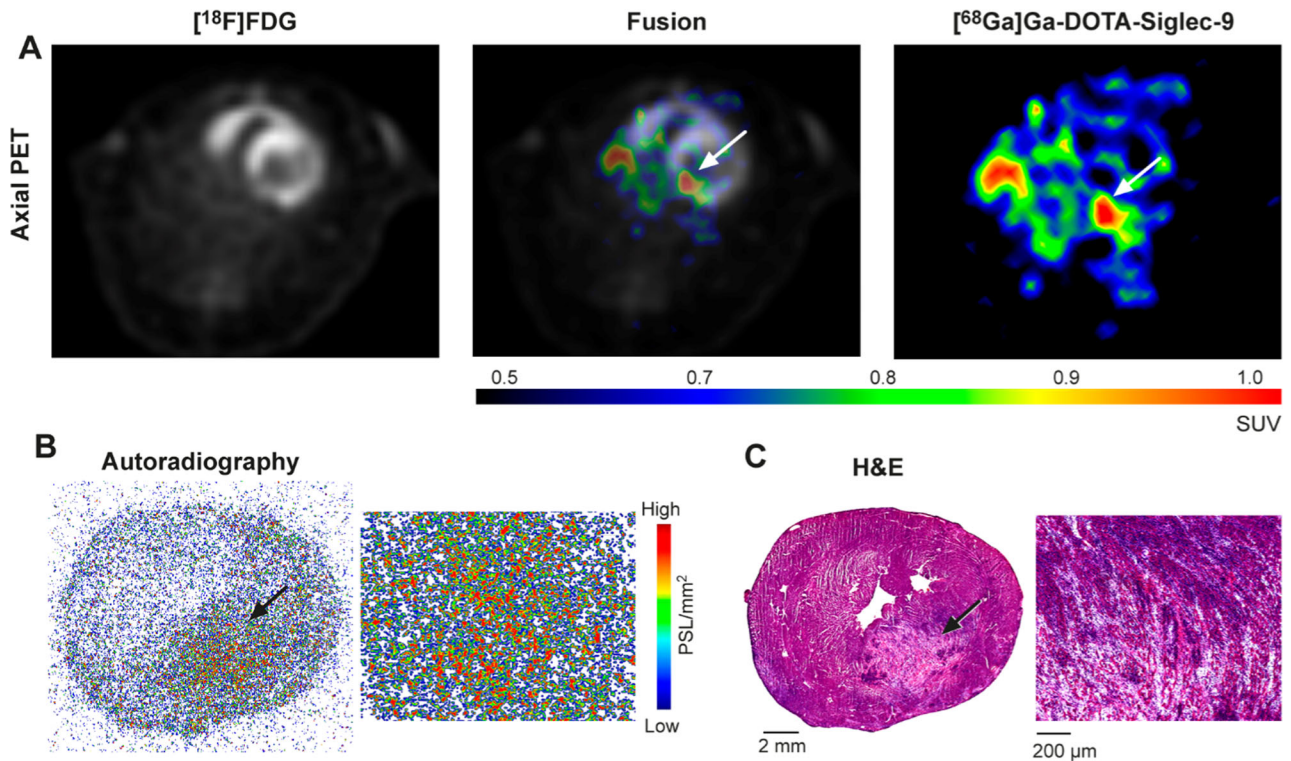 [¹⁸F]FDG
Fusion
[⁶⁸Ga]Ga-DOTA-Siglec-9
A
Axial PET
0.5 0.7 0.8 0.9 1.0
SUV
B
Autoradiography
High
PSL/mm²
Low
C
H&E
2 mm
200 µm